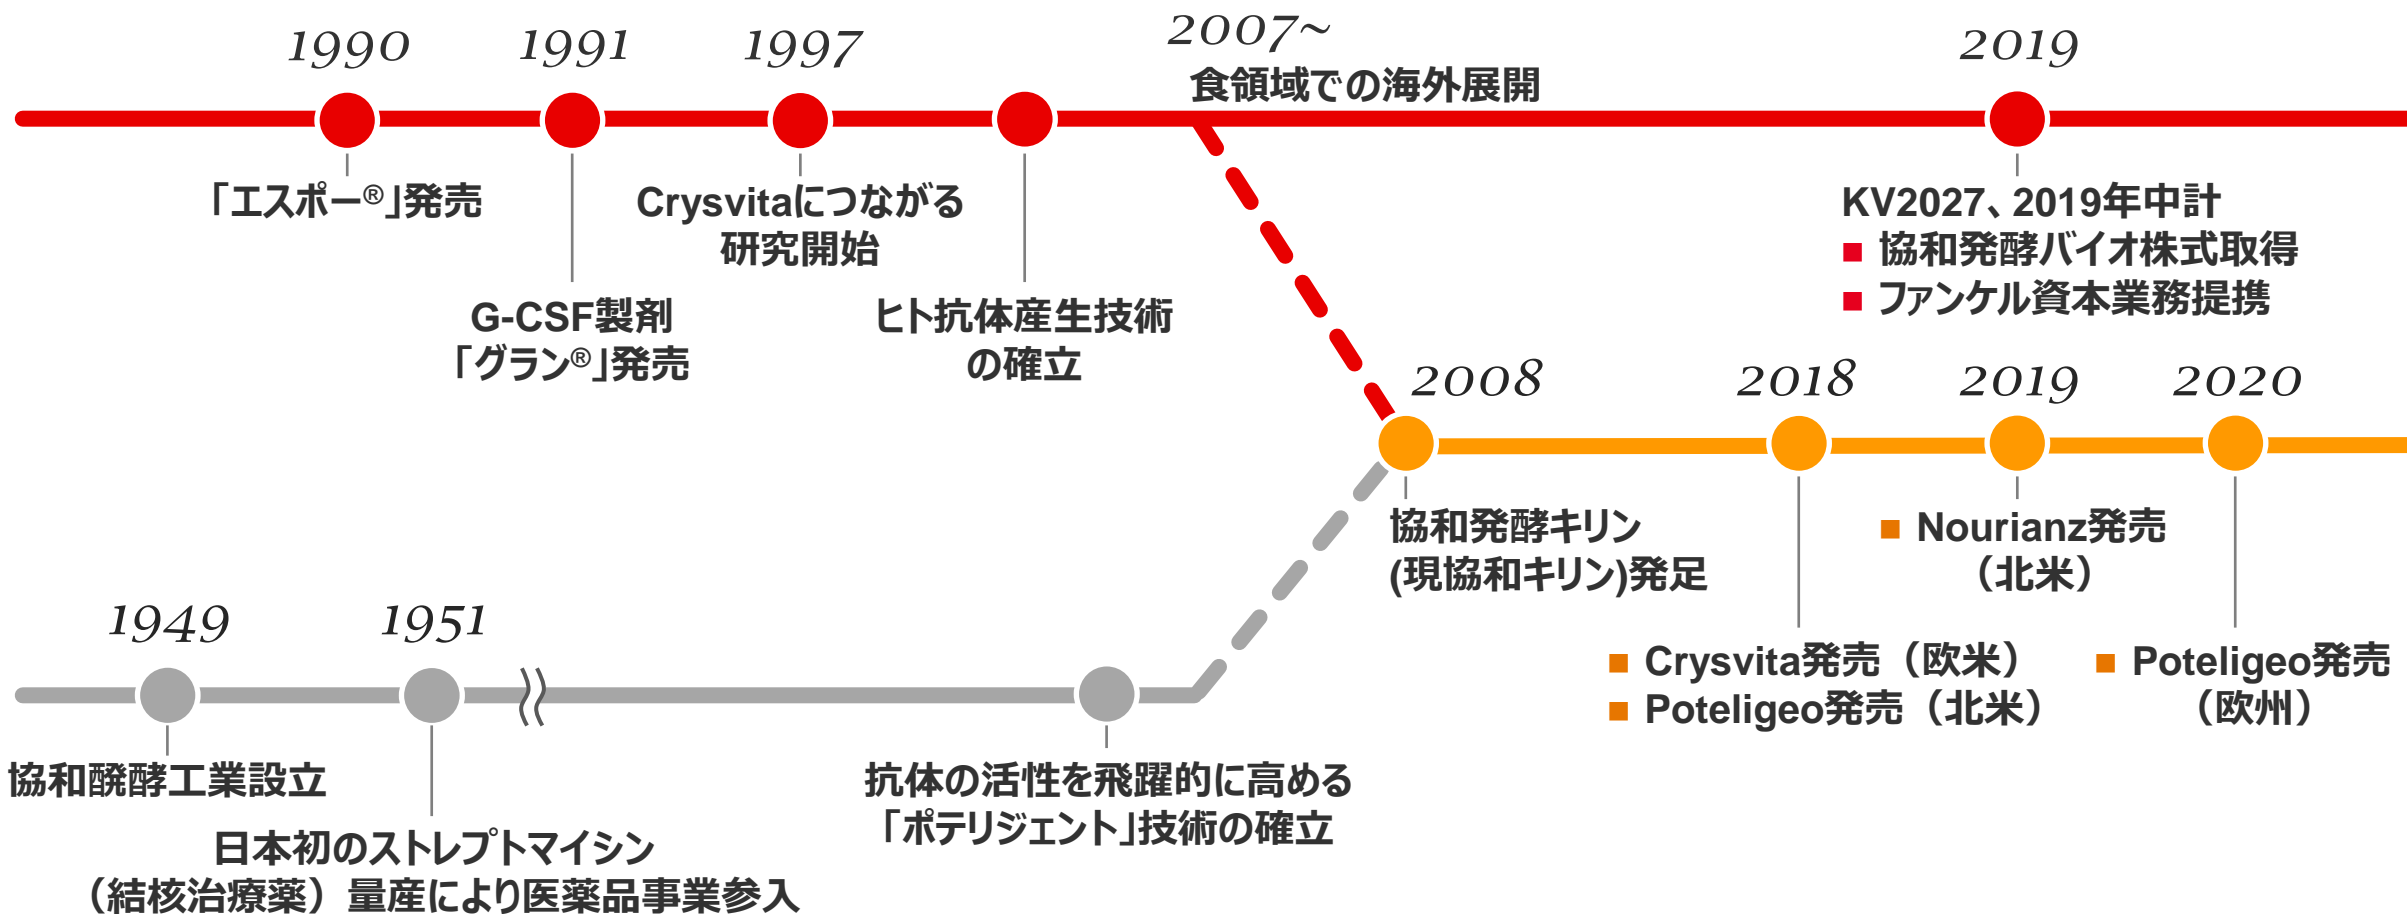 1990
「エスポー®」発売
1991
G-CSF製剤
「グラン®」発売
1997
Crysvitaにつながる
研究開始
ヒト抗体産生技術
の確立
2007~
食領域での海外展開
2019
KV2027、2019年中計
■ 協和発酵バイオ株式取得
■ ファンケル資本業務提携
2008
協和発酵キリン
(現協和キリン)発足
2018
■ Crysvita発売（欧米）
■ Poteligeo発売（北米）
2019
■ Nourianz発売
（北米）
2020
■ Poteligeo発売
（欧州）
1949
協和醗酵工業設立
1951
日本初のストレプトマイシン
（結核治療薬）量産により医薬品事業参入
抗体の活性を飛躍的に高める
「ポテリジェント」技術の確立